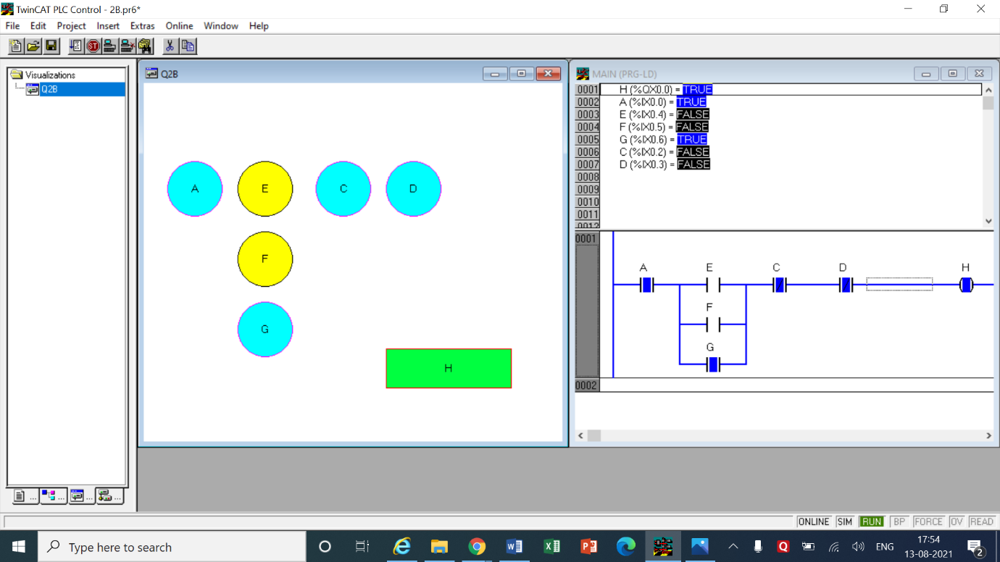 TwinCAT PLC Control - 2B.pr6*
File Edit Project Insert Extras Online Window Help
Visualizations
Q2B
Q2B
A E C D
F
G
H
MAIN (PRG-LD)
0001 H (%QX0.0) = TRUE
0002 A (%IX0.0) = TRUE
0003 E (%IX0.4) = FALSE
0004 F (%IX0.5) = FALSE
0005 G (%IX0.6) = TRUE
0006 C (%IX0.2) = FALSE
0007 D (%IX0.3) = FALSE
0008
0009
0010
0011
0012
0001
A E C D H
F
G
0002
... ... ... ...
ONLINE SIM RUN BP FORCE OV READ
Type here to search
ENG
17:54
13-08-2021
2